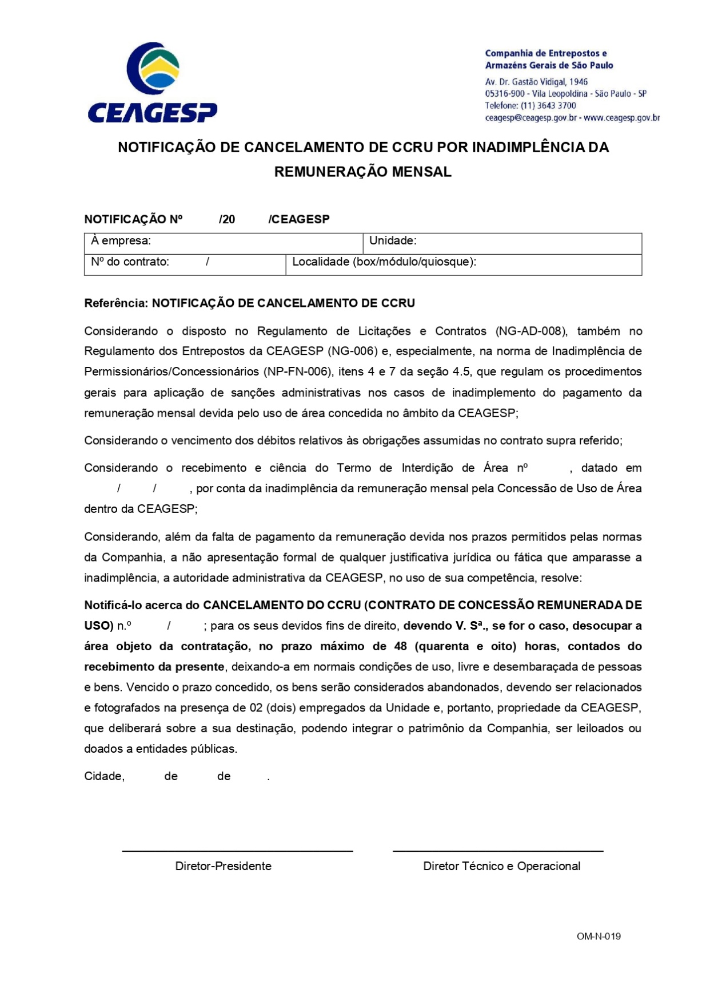 CEAGESP
Companhia de Entrepostos e
Armazéns Gerais de São Paulo
Av. Dr. Gastão Vidigal, 1946
05316-900 - Vila Leopoldina - São Paulo - SP
Telefone: (11) 3643 3700
ceagesp@ceagesp.gov.br - www.ceagesp.gov.br
NOTIFICAÇÃO DE CANCELAMENTO DE CCRU POR INADIMPLÊNCIA DA
REMUNERAÇÃO MENSAL
NOTIFICAÇÃO Nº /20 /CEAGESP
À empresa: Unidade:
Nº do contrato: / Localidade (box/módulo/quiosque):
Referência: NOTIFICAÇÃO DE CANCELAMENTO DE CCRU
Considerando o disposto no Regulamento de Licitações e Contratos (NG-AD-008), também no
Regulamento dos Entrepostos da CEAGESP (NG-006) e, especialmente, na norma de Inadimplência de
Permissionários/Concessionários (NP-FN-006), itens 4 e 7 da seção 4.5, que regulam os procedimentos
gerais para aplicação de sanções administrativas nos casos de inadimplemento do pagamento da
remuneração mensal devida pelo uso de área concedida no âmbito da CEAGESP;
Considerando o vencimento dos débitos relativos às obrigações assumidas no contrato supra referido;
Considerando o recebimento e ciência do Termo de Interdição de Área nº , datado em
/ / , por conta da inadimplência da remuneração mensal pela Concessão de Uso de Área
dentro da CEAGESP;
Considerando, além da falta de pagamento da remuneração devida nos prazos permitidos pelas normas
da Companhia, a não apresentação formal de qualquer justificativa jurídica ou fática que amparasse a
inadimplência, a autoridade administrativa da CEAGESP, no uso de sua competência, resolve:
Notificá-lo acerca do CANCELAMENTO DO CCRU (CONTRATO DE CONCESSÃO REMUNERADA DE
USO) n.º / ; para os seus devidos fins de direito, devendo V. Sª., se for o caso, desocupar a
área objeto da contratação, no prazo máximo de 48 (quarenta e oito) horas, contados do
recebimento da presente, deixando-a em normais condições de uso, livre e desembaraçada de pessoas
e bens. Vencido o prazo concedido, os bens serão considerados abandonados, devendo ser relacionados
e fotografados na presença de 02 (dois) empregados da Unidade e, portanto, propriedade da CEAGESP,
que deliberará sobre a sua destinação, podendo integrar o patrimônio da Companhia, ser leiloados ou
doados a entidades públicas.
Cidade, de de .
Diretor-Presidente Diretor Técnico e Operacional
OM-N-019